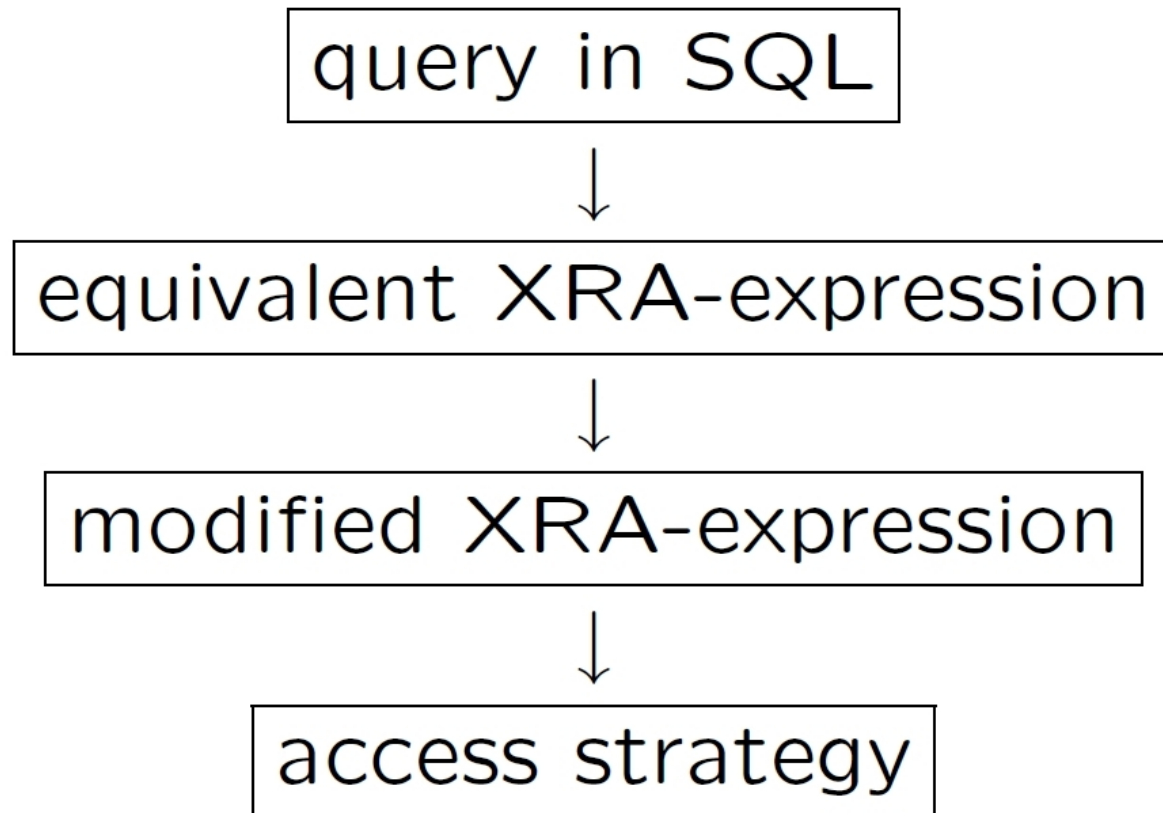 query in SQL
equivalent XRA-expression
modified XRA-expression
access strategy